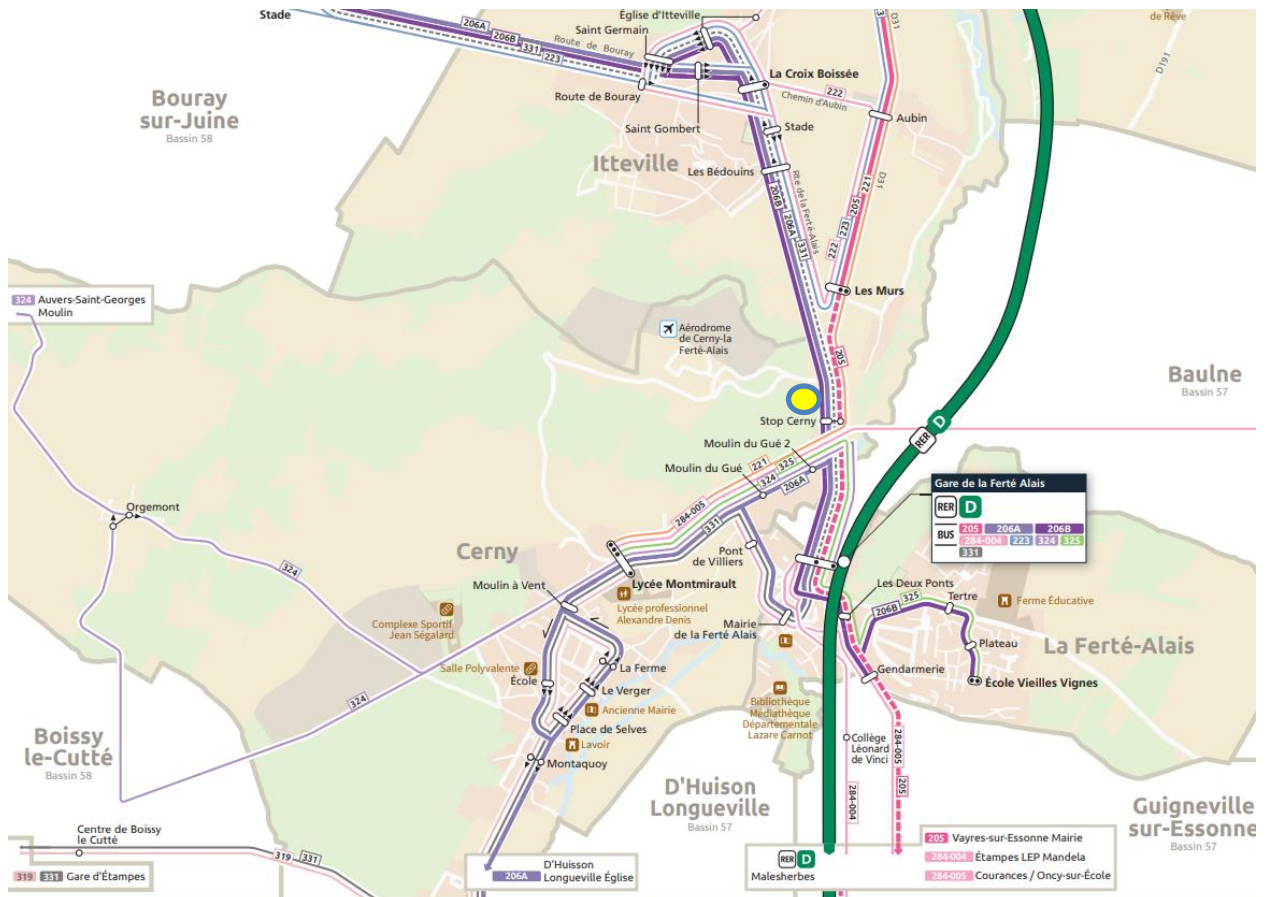 Stade
Église d'Itteville
Saint Germain
Route de Bouray
206A
206B
331
223
D31
de Rêve
D191
Bouray
sur-Juine
Bassin 58
Route de Bouray
La Croix Boissée
222
Chemin d'Aubin
Aubin
Saint Gombert
Stade
Itteville
Les Bédouins
Rte de la Ferté-Alais
206B
206A
331
D31
221
205
223
222
Les Murs
324 Auvers-Saint-Georges
Moulin
Aérodrome
de Cerny-la
Ferté-Alais
205
Baulne
Bassin 57
Stop Cerny
RER D
Moulin du Gué 2
Moulin du Gué
221
325
324
206A
284-005
331
Gare de la Ferté Alais
RER D
BUS
205 206A 206B
284-004 223 324 325
331
Orgemont
324
Cerny
Pont
de Villiers
Moulin à Vent
Lycée Montmirault
Lycée professionnel
Alexandre Denis
Les Deux Ponts
325
206B
Tertre
Ferme Éducative
Complexe Sportif
Jean Ségalard
Mairie
de la Ferté Alais
Plateau
La Ferté-Alais
Salle Polyvalente
École
La Ferme
Gendarmerie
École Vieilles Vignes
324
Le Verger
Ancienne Mairie
Bibliothèque
Médiathèque
Départementale
Lazare Carnot
Place de Selves
Lavoir
Boissy
le-Cutté
Bassin 58
Montaquoy
Collège
Léonard
de Vinci
284-005
205
284-004
D'Huison
Longueville
Bassin 57
Guigneville
sur-Essonne
Bassin 57
Centre de Boissy
le Cutté
319 331
319 331 Gare d'Étampes
D'Huisson
206A Longueville Église
RER D
Malesherbes
205 Vayres-sur-Essonne Mairie
284-004 Étampes LEP Mandela
284-005 Courances / Oncy-sur-École